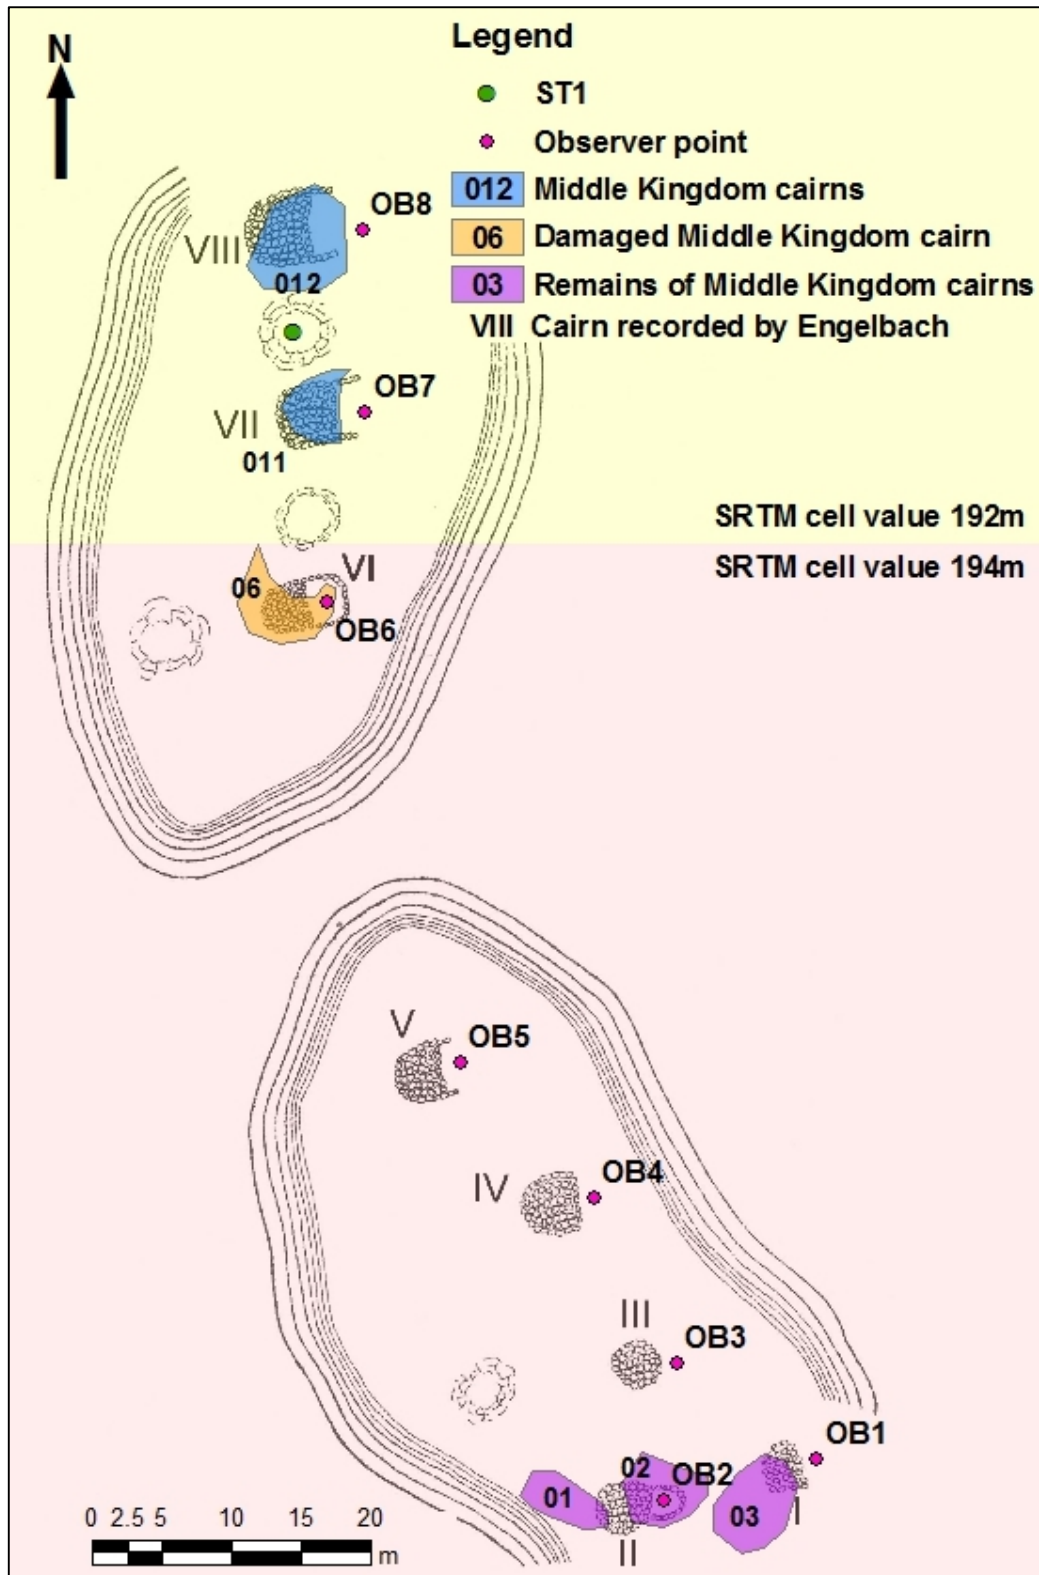 N
Legend
ST1
Observer point
012 Middle Kingdom cairns
06 Damaged Middle Kingdom cairn
03 Remains of Middle Kingdom cairns
VIII Cairn recorded by Engelbach
OB8
VIII
012
OB7
VII
011
SRTM cell value 192m
SRTM cell value 194m
VI
06
OB6
V
OB5
OB4
IV
III
OB3
OB1
02
OB2
01
03
I
II
0 2.5 5 10 15 20
m